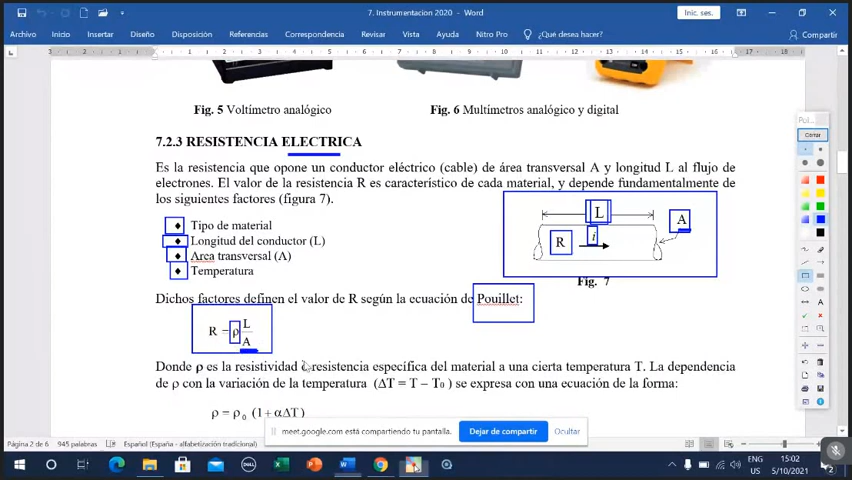 7. Instrumentacion 2020 - Word
Inic. ses.
Archivo Inicio Insertar Diseño Disposición Referencias Correspondencia Revisar Vista Ayuda Nitro Pro ¿Qué desea hacer? Compartir
Fig. 5 Voltímetro analógico
Fig. 6 Multímetros analógico y digital
7.2.3 RESISTENCIA ELECTRICA
Es la resistencia que opone un conductor eléctrico (cable) de área transversal A y longitud L al flujo de
electrones. El valor de la resistencia R es característico de cada material, y depende fundamentalmente de
los siguientes factores (figura 7).
♦ Tipo de material
♦ Longitud del conductor (L)
♦ Area transversal (A)
♦ Temperatura
L
A
R
i
Fig. 7
Dichos factores definen el valor de R según la ecuación de Pouillet:
R = ρ L
A
Donde ρ es la resistividad o resistencia específica del material a una cierta temperatura T. La dependencia
de ρ con la variación de la temperatura (ΔT = T – T₀ ) se expresa con una ecuación de la forma:
ρ = ρ ₀ (1+ αΔT)
Cerrar
meet.google.com está compartiendo tu pantalla. Dejar de compartir Ocultar
Página 2 de 6 945 palabras Español (España - alfabetización tradicional)
ENG
US
15:02
5/10/2021